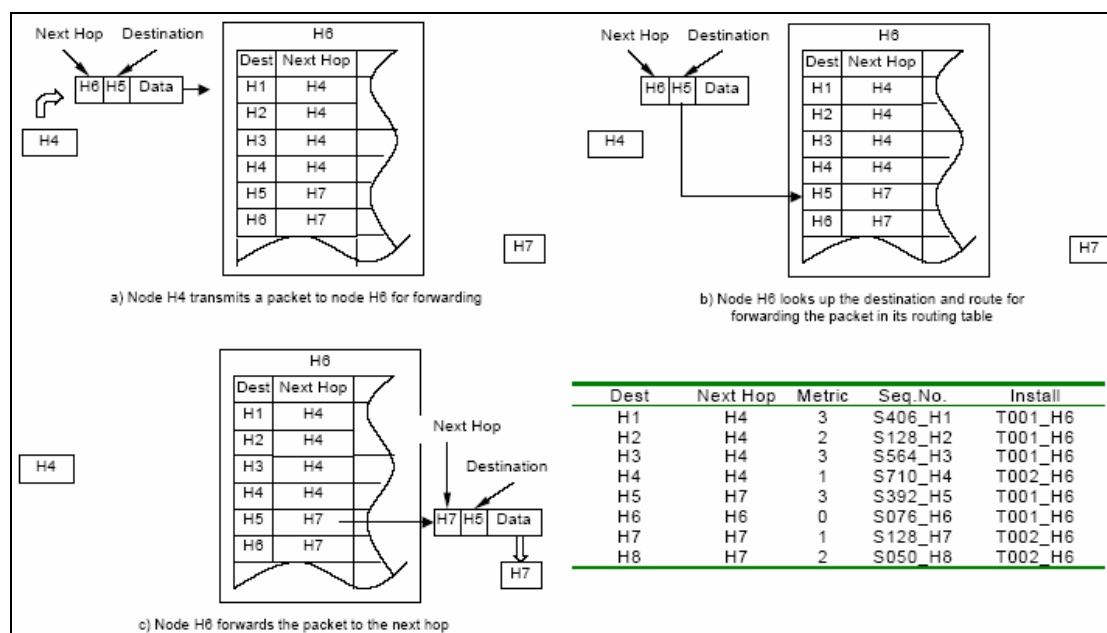 Next Hop Destination
H6 H5 Data
H4
H6
Dest Next Hop
H1 H4
H2 H4
H3 H4
H4 H4
H5 H7
H6 H7
H7
a) Node H4 transmits a packet to node H6 for forwarding
Next Hop Destination
H6 H5 Data
H4
H6
Dest Next Hop
H1 H4
H2 H4
H3 H4
H4 H4
H5 H7
H6 H7
H7
b) Node H6 looks up the destination and route for
forwarding the packet in its routing table
H4
H6
Dest Next Hop
H1 H4
H2 H4
H3 H4
H4 H4
H5 H7
H6 H7
Next Hop
Destination
H7 H5 Data
H7
c) Node H6 forwards the packet to the next hop
Dest Next Hop Metric Seq.No. Install
H1 H4 3 S406_H1 T001_H6
H2 H4 2 S128_H2 T001_H6
H3 H4 3 S564_H3 T001_H6
H4 H4 1 S710_H4 T002_H6
H5 H7 3 S392_H5 T001_H6
H6 H6 0 S076_H6 T001_H6
H7 H7 1 S128_H7 T002_H6
H8 H7 2 S050_H8 T002_H6